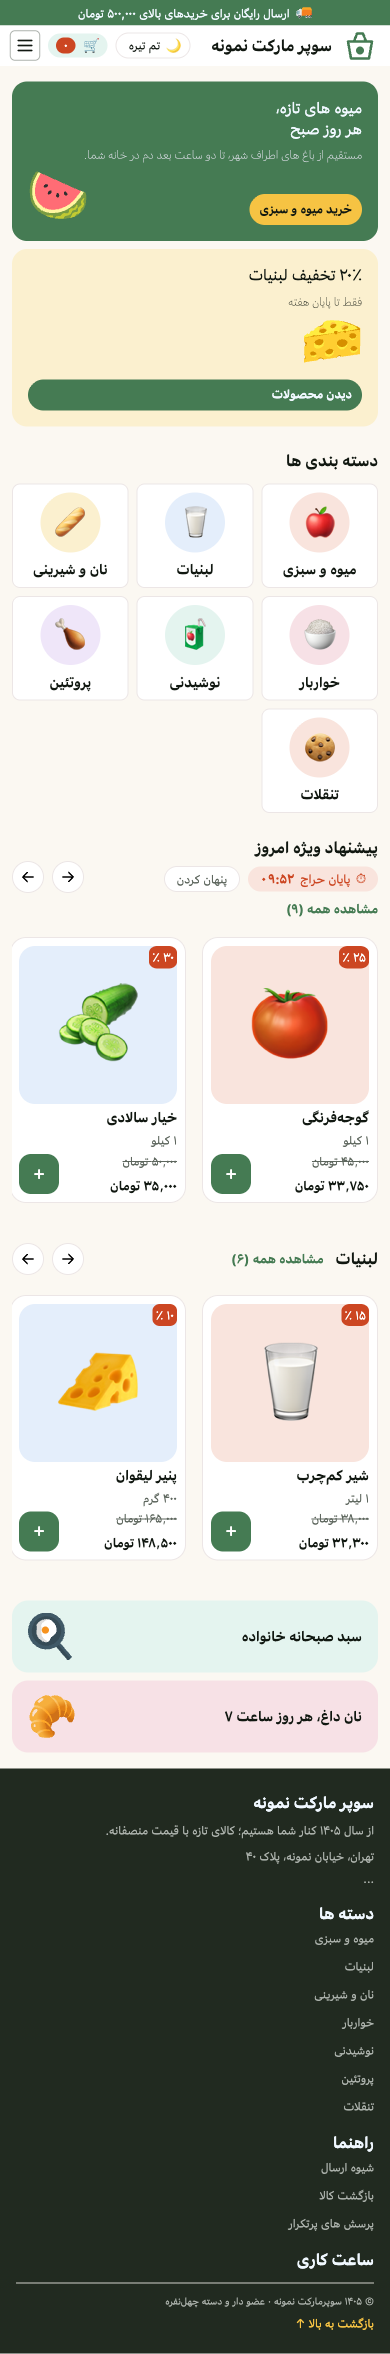 ارسال رایگان برای خریدهای بالای ۵۰۰,۰۰۰ تومان
سوپر مارکت نمونه
تم تیره
۰
میوه های تازه،
هر روز صبح
مستقیم از باغ های اطراف شهر، تا دو ساعت بعد دم در خانه شما.
خرید میوه و سبزی
۲۰٪ تخفیف لبنیات
فقط تا پایان هفته
دیدن محصولات
دسته بندی ها
میوه و سبزی
لبنیات
نان و شیرینی
خواربار
نوشیدنی
پروتئین
تنقلات
پیشنهاد ویژه امروز
پایان حراج ۰۹:۵۲
پنهان کردن
مشاهده همه (۹)
۲۵ ٪
گوجه‌فرنگی
۱ کیلو
۴۵,۰۰۰ تومان
۳۳,۷۵۰ تومان
+
۳۰ ٪
خیار سالادی
۱ کیلو
۵۰,۰۰۰ تومان
۳۵,۰۰۰ تومان
+
لبنیات
مشاهده همه (۶)
۱۵ ٪
شیر کم‌چرب
۱ لیتر
۳۸,۰۰۰ تومان
۳۲,۳۰۰ تومان
+
۱۰ ٪
پنیر لیقوان
۴۰۰ گرم
۱۶۵,۰۰۰ تومان
۱۴۸,۵۰۰ تومان
+
سبد صبحانه خانواده
نان داغ، هر روز ساعت ۷
سوپر مارکت نمونه
از سال ۱۴۰۵ کنار شما هستیم؛ کالای تازه با قیمت منصفانه.
تهران، خیابان نمونه، پلاک ۴۰
...
دسته ها
میوه و سبزی
لبنیات
نان و شیرینی
خواربار
نوشیدنی
پروتئین
تنقلات
راهنما
شیوه ارسال
بازگشت کالا
پرسش های پرتکرار
ساعت کاری
© ۱۴۰۵ سوپرمارکت نمونه · عضو دار و دسته چهل‌نفره
بازگشت به بالا ↑